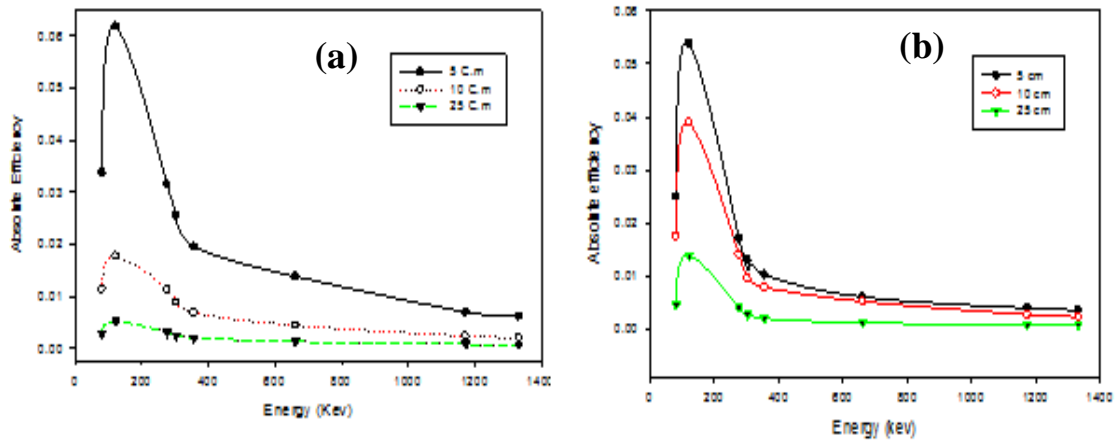 (a)
Absolute Efficiency
0.06
0.05
0.04
0.03
0.02
0.01
0.00
5 C.m
10 C.m
25 C.m
0 200 400 600 800 1000 1200 1400
Energy (Kev)
(b)
Absolute efficiency
0.06
0.05
0.04
0.03
0.02
0.01
0.00
5 cm
10 cm
25 cm
0 200 400 600 800 1000 1200 1400
Energy (kev)